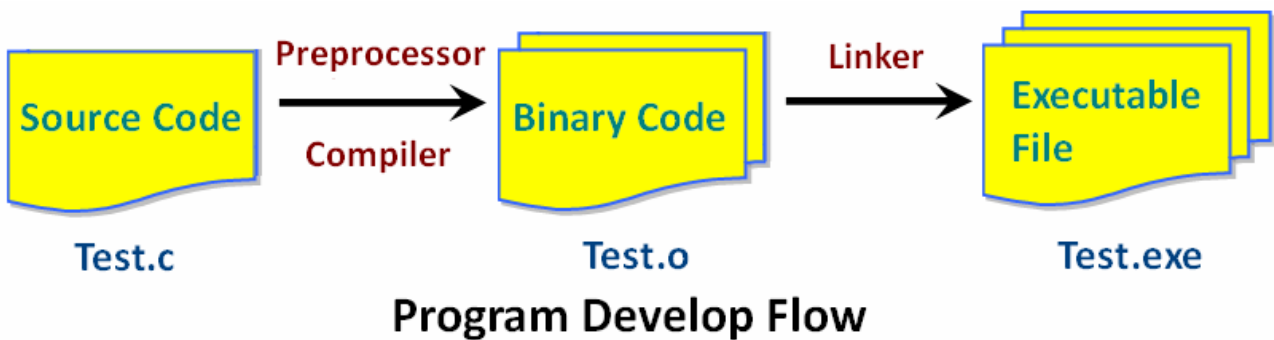 Source Code
Preprocessor
Compiler
Binary Code
Linker
Executable
File
Test.c
Test.o
Test.exe
Program Develop Flow